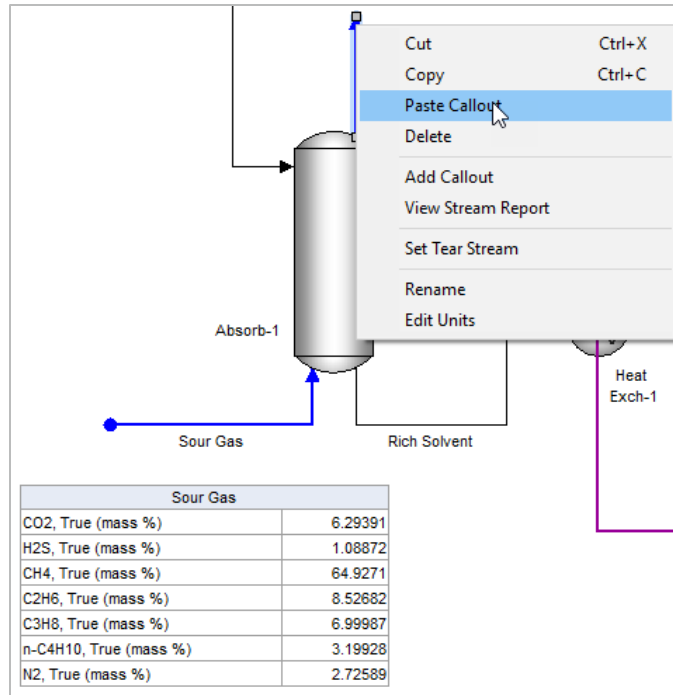 Cut Ctrl+X
Copy Ctrl+C
Paste Callout
Delete
Add Callout
View Stream Report
Set Tear Stream
Rename
Edit Units
Absorb-1
Heat
Exch-1
Sour Gas
Rich Solvent
Sour Gas
CO2, True (mass %) 6.29391
H2S, True (mass %) 1.08872
CH4, True (mass %) 64.9271
C2H6, True (mass %) 8.52682
C3H8, True (mass %) 6.99987
n-C4H10, True (mass %) 3.19928
N2, True (mass %) 2.72589